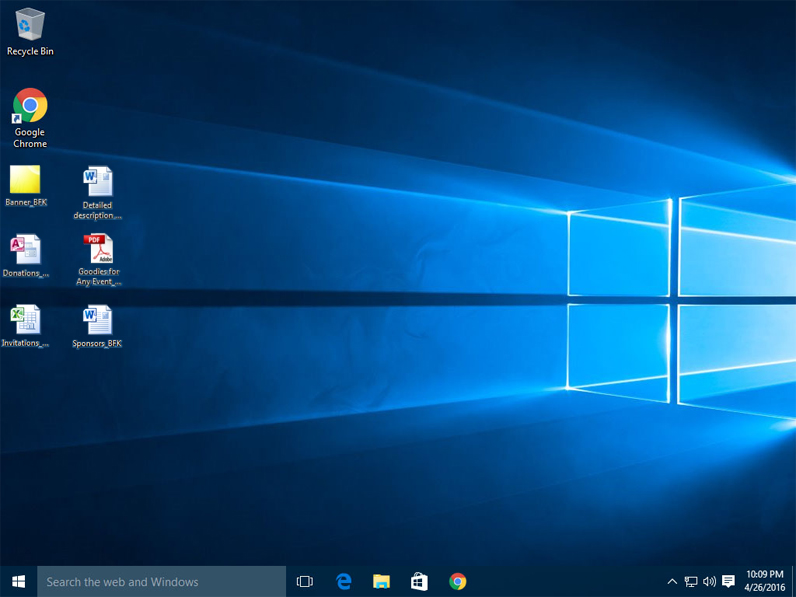 Recycle Bin
Google
Chrome
Banner_BFK
Detailed
description,...
Donations_...
PDF
Adobe
Goodies for
Any Event_...
Invitations_...
Sponsors_BFK
Search the web and Windows
10:09 PM
4/26/2016